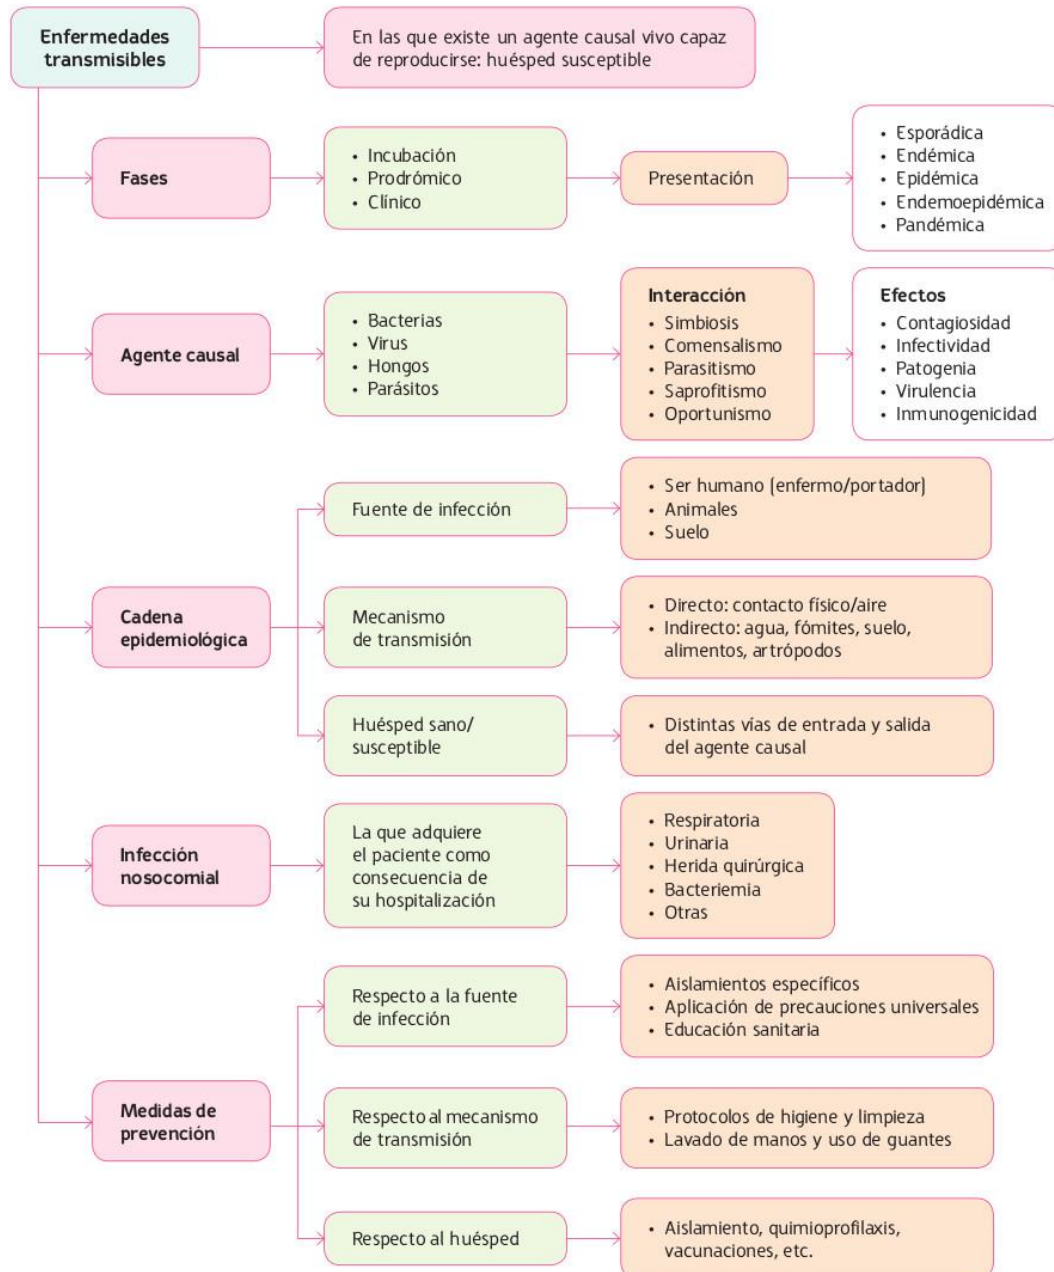 Enfermedades
transmisibles
En las que existe un agente causal vivo capaz
de reproducirse: huésped susceptible
Fases
• Incubación
• Prodrómico
• Clínico
Presentación
• Esporádica
• Endémica
• Epidémica
• Endemoepidémica
• Pandémica
Agente causal
• Bacterias
• Virus
• Hongos
• Parásitos
Interacción
• Simbiosis
• Comensalismo
• Parasitismo
• Saprofitismo
• Oportunismo
Efectos
• Contagiosidad
• Infectividad
• Patogenia
• Virulencia
• Inmunogenicidad
Cadena
epidemiológica
Fuente de infección
• Ser humano (enfermo/portador)
• Animales
• Suelo
Mecanismo
de transmisión
• Directo: contacto físico/aire
• Indirecto: agua, fómites, suelo,
alimentos, artrópodos
Huésped sano/
susceptible
• Distintas vías de entrada y salida
del agente causal
Infección
nosocomial
La que adquiere
el paciente como
consecuencia de
su hospitalización
• Respiratoria
• Urinaria
• Herida quirúrgica
• Bacteriemia
• Otras
Medidas de
prevención
Respecto a la fuente
de infección
• Aislamientos específicos
• Aplicación de precauciones universales
• Educación sanitaria
Respecto al mecanismo
de transmisión
• Protocolos de higiene y limpieza
• Lavado de manos y uso de guantes
Respecto al huésped
• Aislamiento, quimioprofilaxis,
vacunaciones, etc.